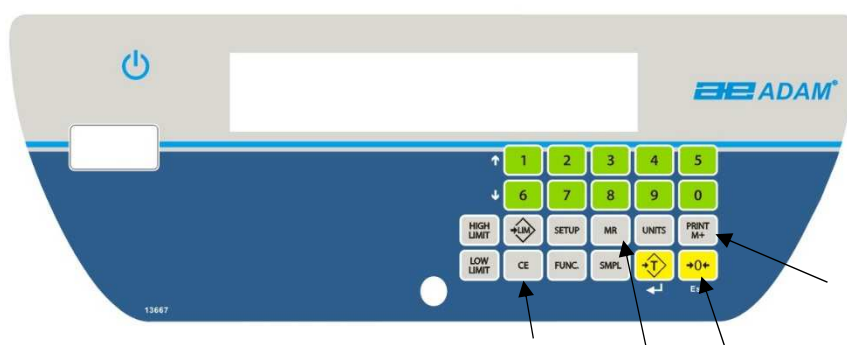 ADAM®
1 2 3 4 5
6 7 8 9 0
HIGH LIMIT →LIM SETUP MR UNITS PRINT M+
LOW LIMIT CE FUNC. SMPL →T →0←
13667